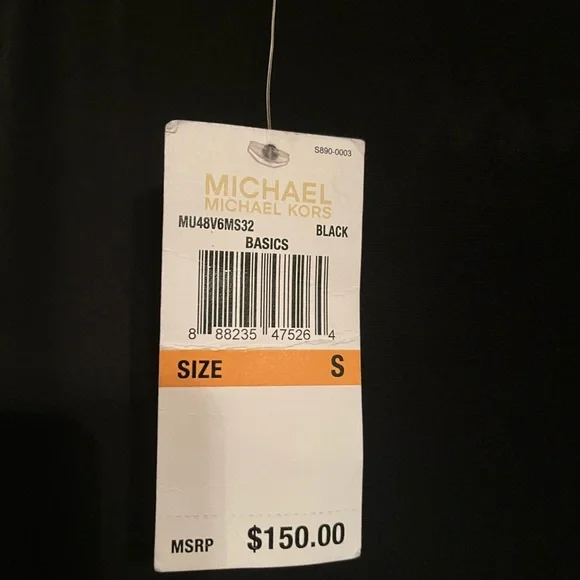 S890-0003
MICHAEL
MICHAEL KORS
MU48V6MS32 BLACK
BASICS
8 88235 47526 4
SIZE S
MSRP $150.00